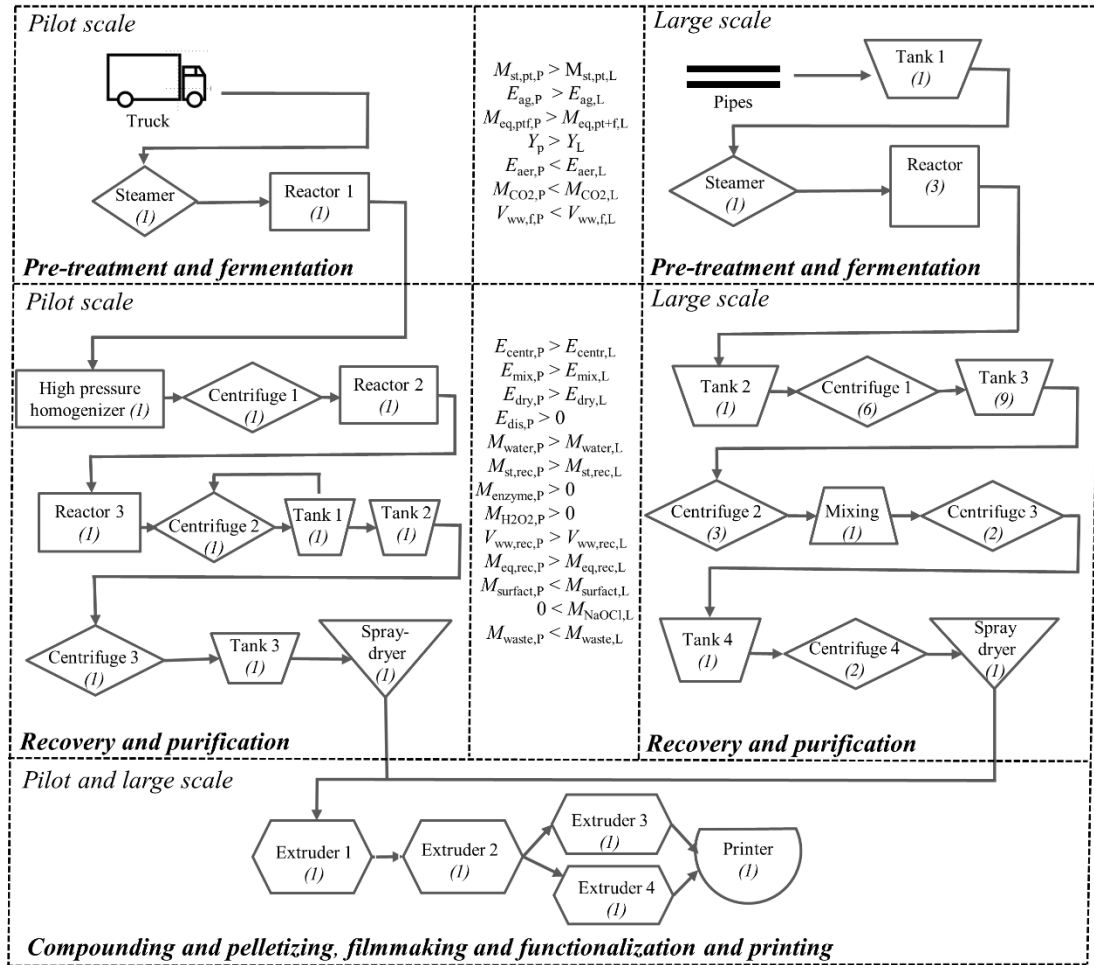 Pilot scale
Truck
Steamer
(1)
Reactor 1
(1)
Pre-treatment and fermentation
M_st,pt,P > M_st,pt,L
E_ag,P > E_ag,L
M_eq,ptf,P > M_eq,pt+f,L
Y_p > Y_L
E_aer,P < E_aer,L
M_CO2,P < M_CO2,L
V_ww,f,P < V_ww,f,L
Large scale
Pipes
Tank 1
(1)
Steamer
(1)
Reactor
(3)
Pre-treatment and fermentation
Pilot scale
High pressure
homogenizer (1)
Centrifuge 1
(1)
Reactor 2
(1)
Reactor 3
(1)
Centrifuge 2
(1)
Tank 1
(1)
Tank 2
(1)
Centrifuge 3
(1)
Tank 3
(1)
Spray-
dryer
(1)
Recovery and purification
E_centr,P > E_centr,L
E_mix,P > E_mix,L
E_dry,P > E_dry,L
E_dis,P > 0
M_water,P > M_water,L
M_st,rec,P > M_st,rec,L
M_enzyme,P > 0
M_H2O2,P > 0
V_ww,rec,P > V_ww,rec,L
M_eq,rec,P > M_eq,rec,L
M_surfact,P < M_surfact,L
0 < M_NaOCl,L
M_waste,P < M_waste,L
Large scale
Tank 2
(1)
Centrifuge 1
(6)
Tank 3
(9)
Centrifuge 2
(3)
Mixing
(1)
Centrifuge 3
(2)
Tank 4
(1)
Centrifuge 4
(2)
Spray
dryer
(1)
Recovery and purification
Pilot and large scale
Extruder 1
(1)
Extruder 2
(1)
Extruder 3
(1)
Extruder 4
(1)
Printer
(1)
Compounding and pelletizing, filmmaking and functionalization and printing